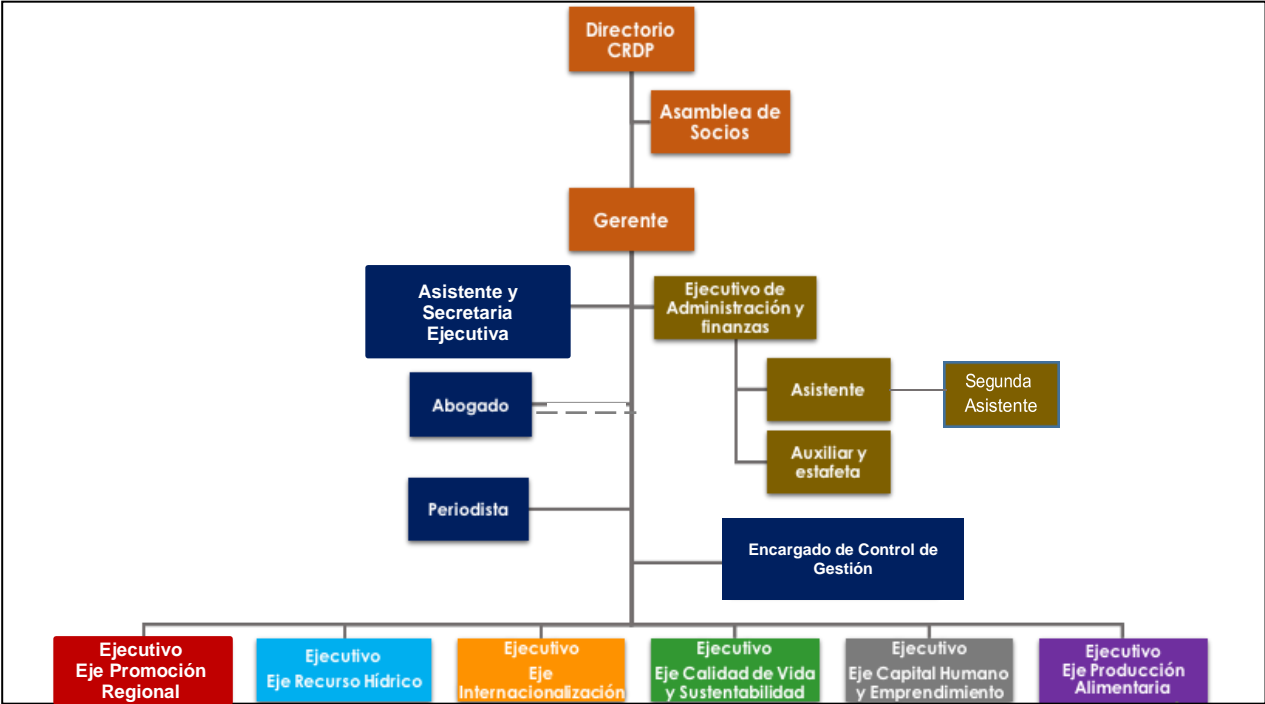 Directorio
CRDP
Asamblea de
Socios
Gerente
Asistente y
Secretaria
Ejecutiva
Ejecutivo de
Administración y
finanzas
Abogado
Asistente
Segunda
Asistente
Auxiliar y
estafeta
Periodista
Encargado de Control de
Gestión
Ejecutivo
Eje Promoción
Regional
Ejecutivo
Eje Recurso Hídrico
Ejecutivo
Eje
Internacionalización
Ejecutivo
Eje Calidad de Vida
y Sustentabilidad
Ejecutivo
Eje Capital Humano
y Emprendimiento
Ejecutivo
Eje Producción
Alimentaria